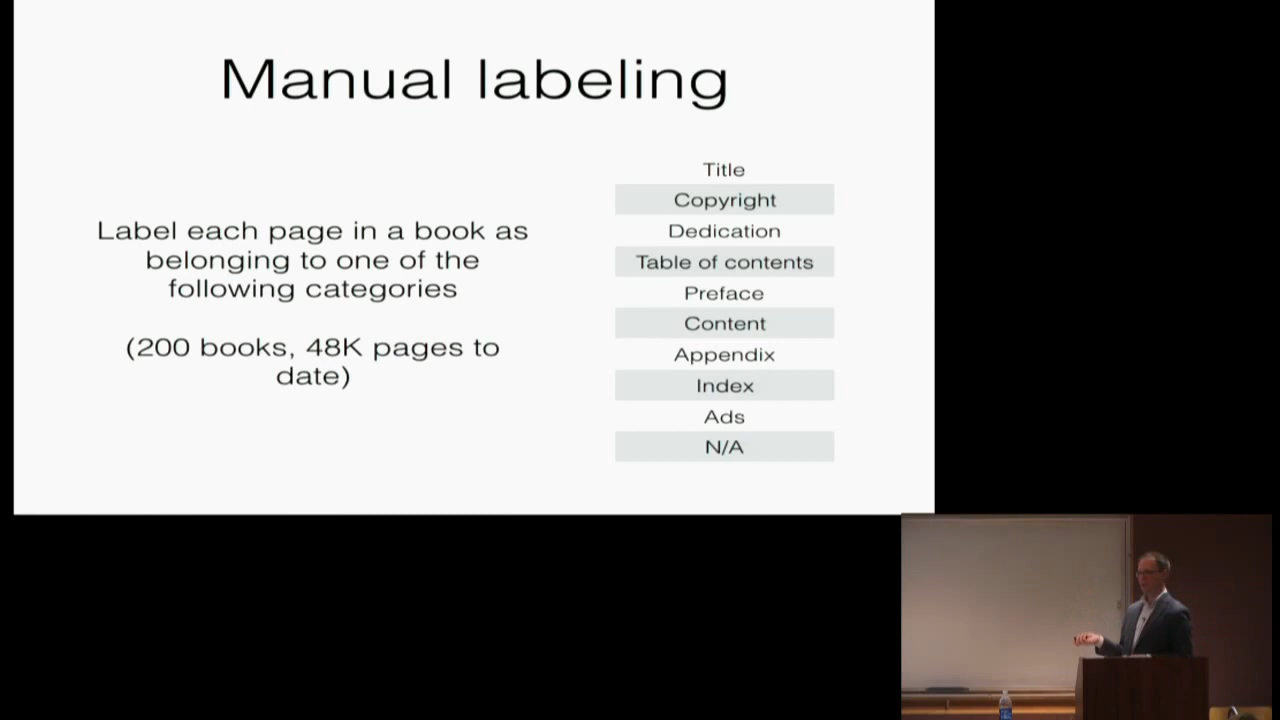 Manual labeling
Label each page in a book as
belonging to one of the
following categories
(200 books, 48K pages to
date)
Title
Copyright
Dedication
Table of contents
Preface
Content
Appendix
Index
Ads
N/A